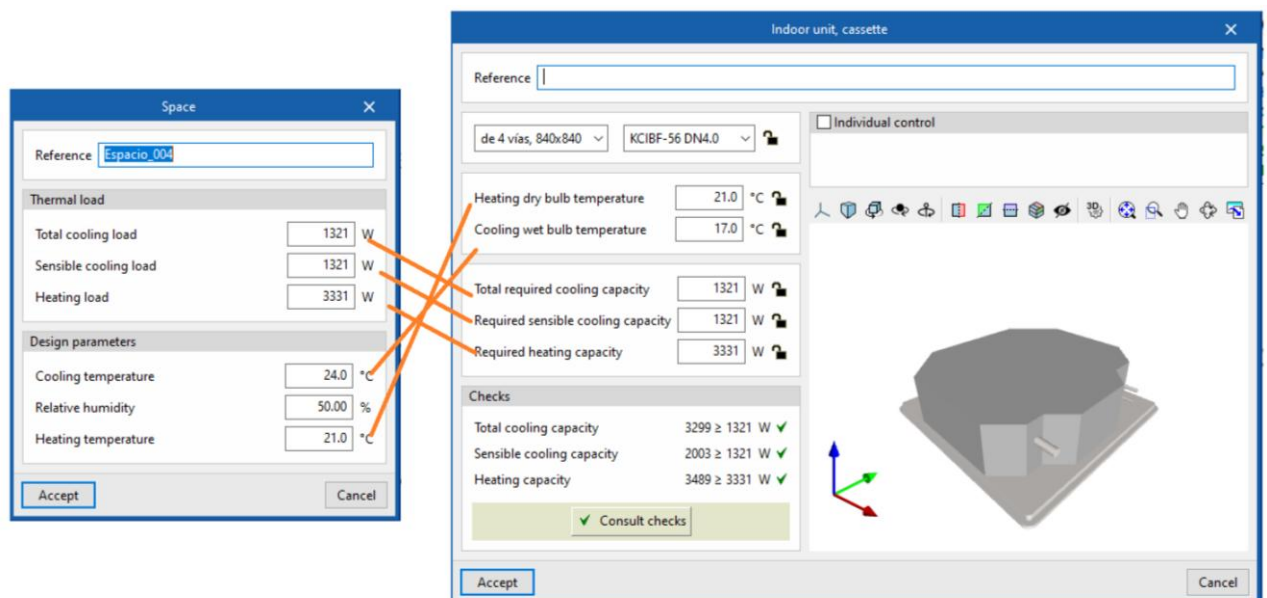 Space
Reference Espacio_004
Thermal load
Total cooling load 1321 W
Sensible cooling load 1321 W
Heating load 3331 W
Design parameters
Cooling temperature 24.0 °C
Relative humidity 50.00 %
Heating temperature 21.0 °C
Accept Cancel
Indoor unit, cassette
Reference
de 4 vías, 840x840 KCIBF-56 DN4.0
Individual control
Heating dry bulb temperature 21.0 °C
Cooling wet bulb temperature 17.0 °C
Total required cooling capacity 1321 W
Required sensible cooling capacity 1321 W
Required heating capacity 3331 W
Checks
Total cooling capacity 3299 ≥ 1321 W
Sensible cooling capacity 2003 ≥ 1321 W
Heating capacity 3489 ≥ 3331 W
Consult checks
3D
Accept Cancel